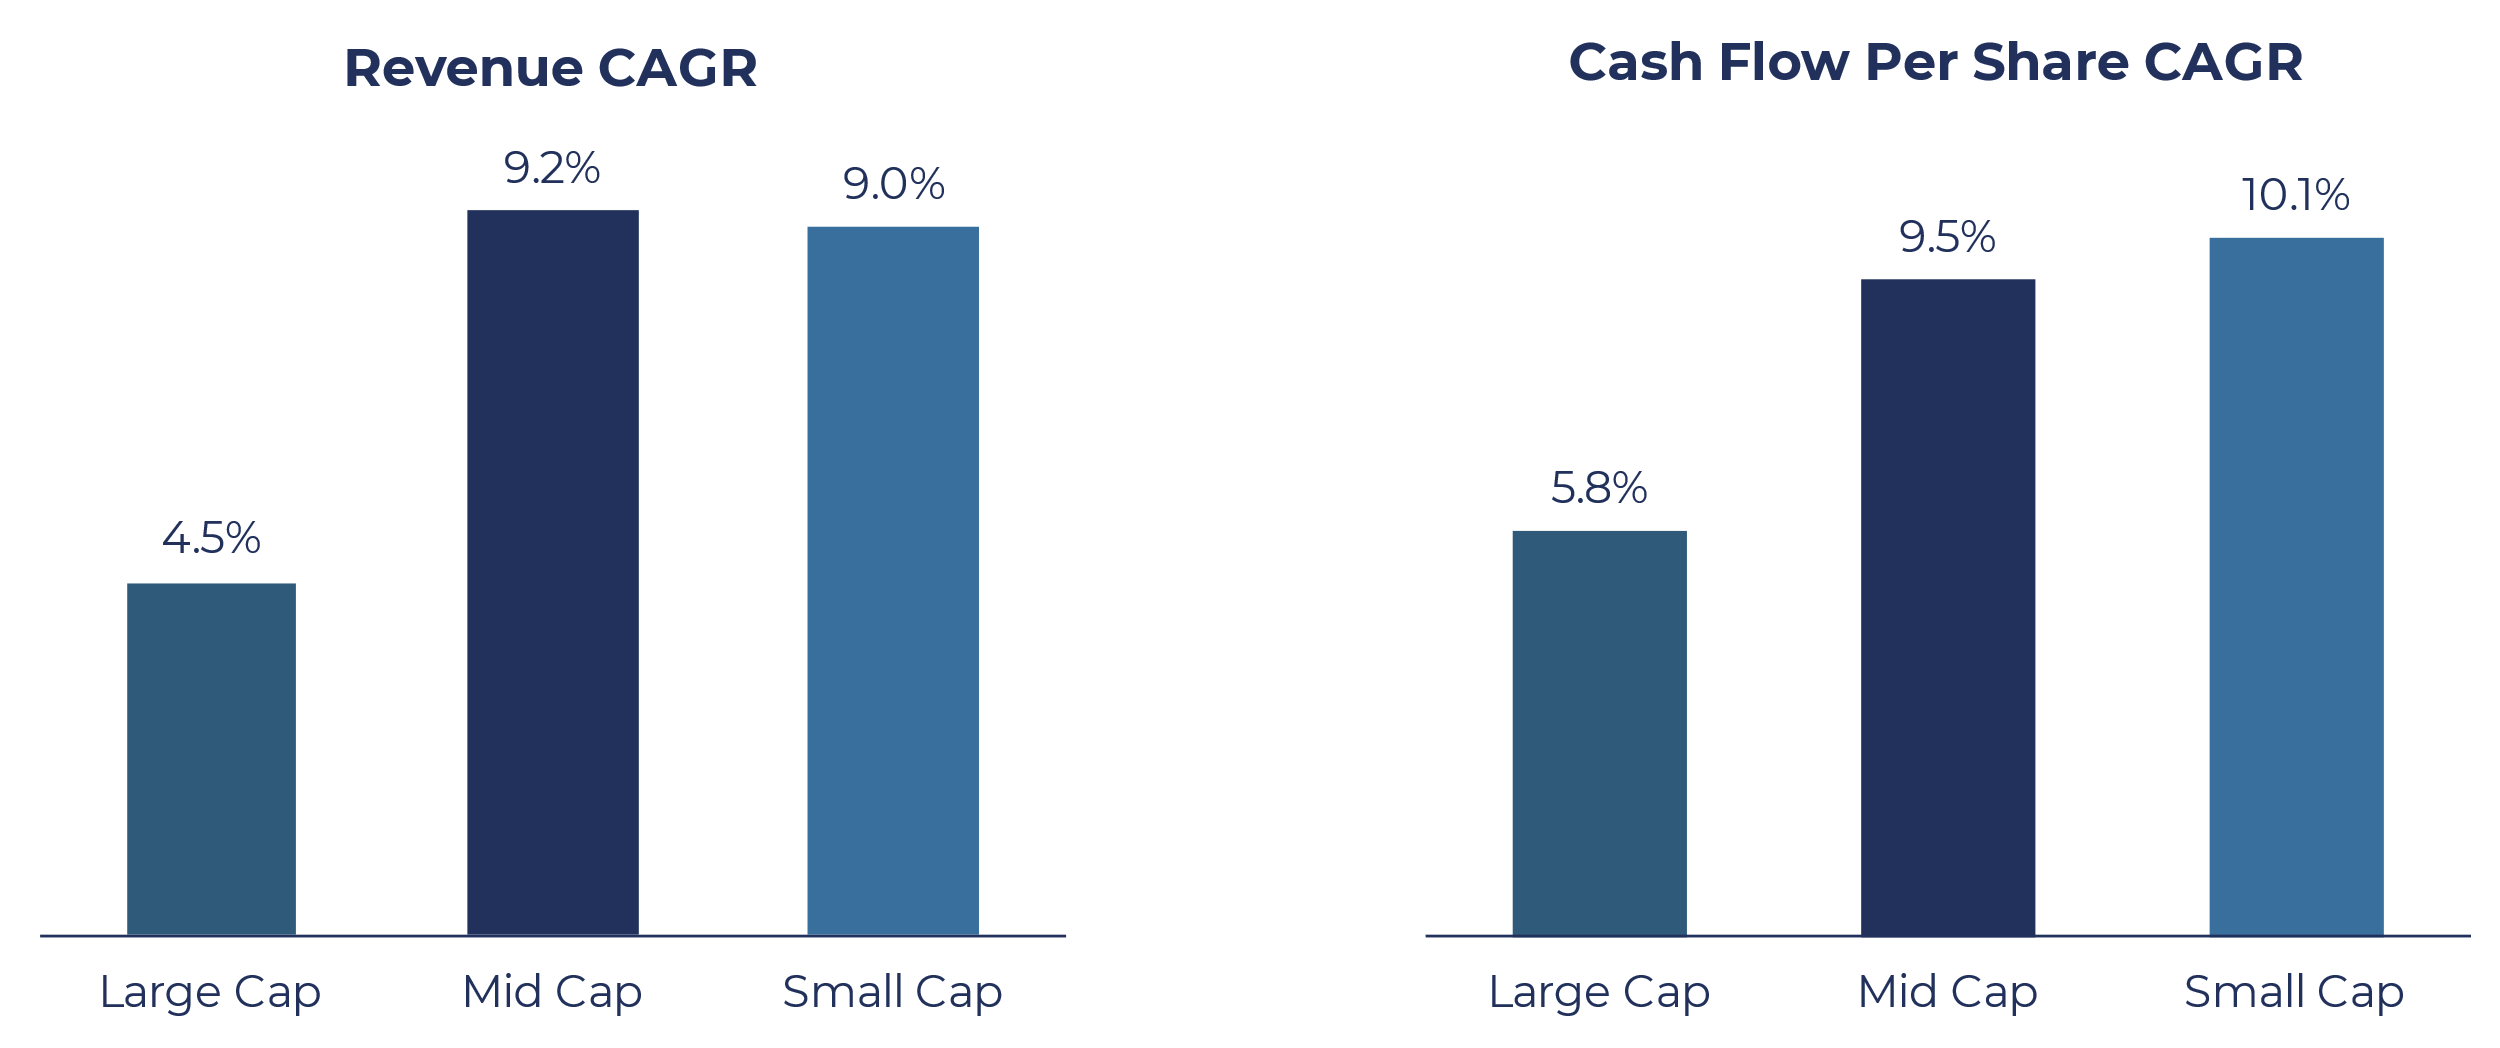 Revenue CAGR
9.2%
9.0%
4.5%
Large Cap
Mid Cap
Small Cap
Cash Flow Per Share CAGR
10.1%
9.5%
5.8%
Large Cap
Mid Cap
Small Cap